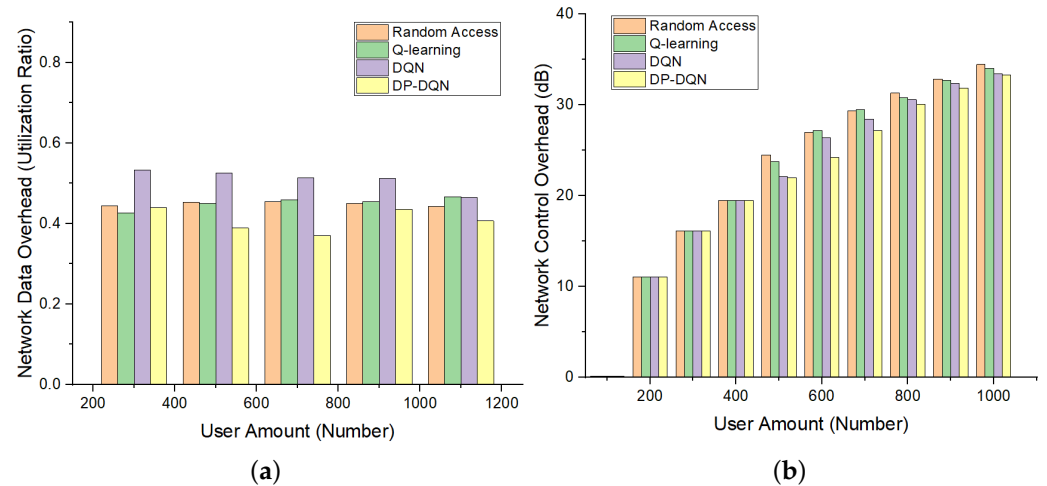 Network Data Overhead (Utilization Ratio)
0.8
0.6
0.4
0.2
0.0
Random Access
Q-learning
DQN
DP-DQN
200 400 600 800 1000 1200
User Amount (Number)
(a)
Network Control Overhead (dB)
40
30
20
10
0
Random Access
Q-learning
DQN
DP-DQN
200 400 600 800 1000
User Amount (Number)
(b)